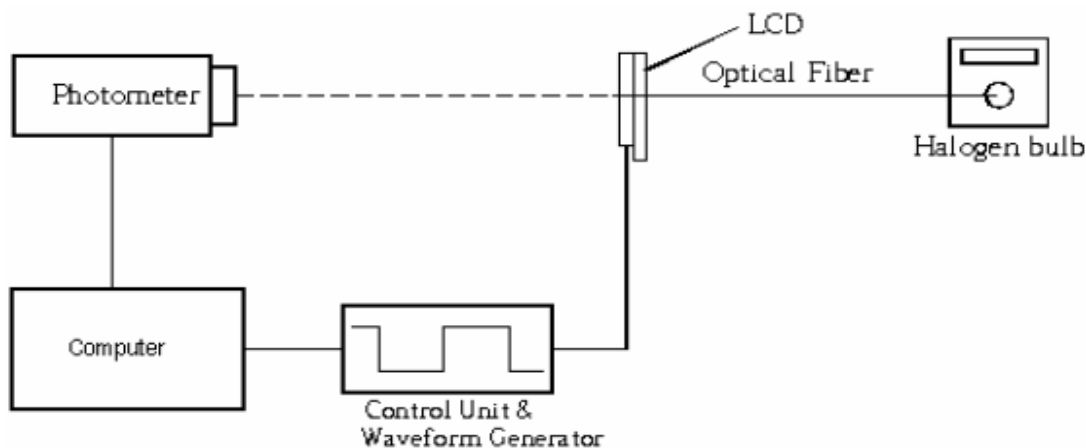 LCD
Photometer
Optical Fiber
Halogen bulb
Computer
Control Unit &
Waveform Generator